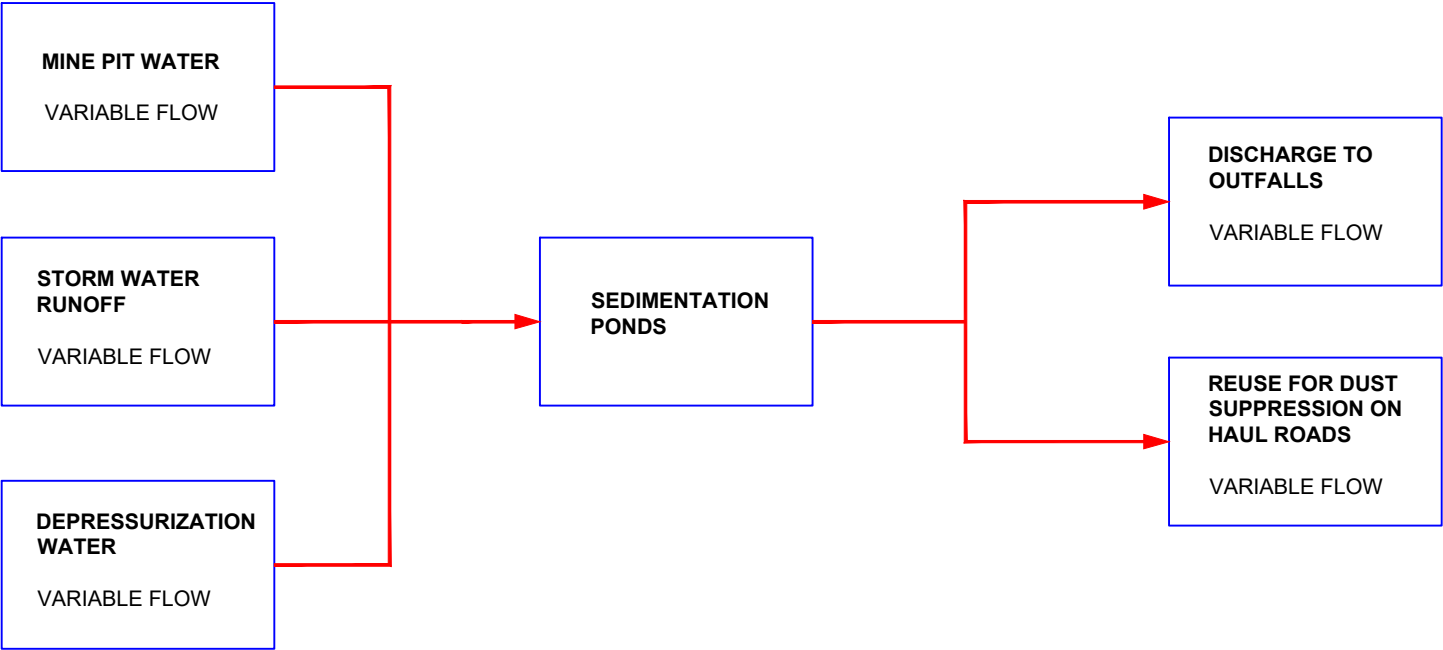 MINE PIT WATER
VARIABLE FLOW
STORM WATER
RUNOFF
VARIABLE FLOW
DEPRESSURIZATION
WATER
VARIABLE FLOW
SEDIMENTATION
PONDS
DISCHARGE TO
OUTFALLS
VARIABLE FLOW
REUSE FOR DUST
SUPPRESSION ON
HAUL ROADS
VARIABLE FLOW